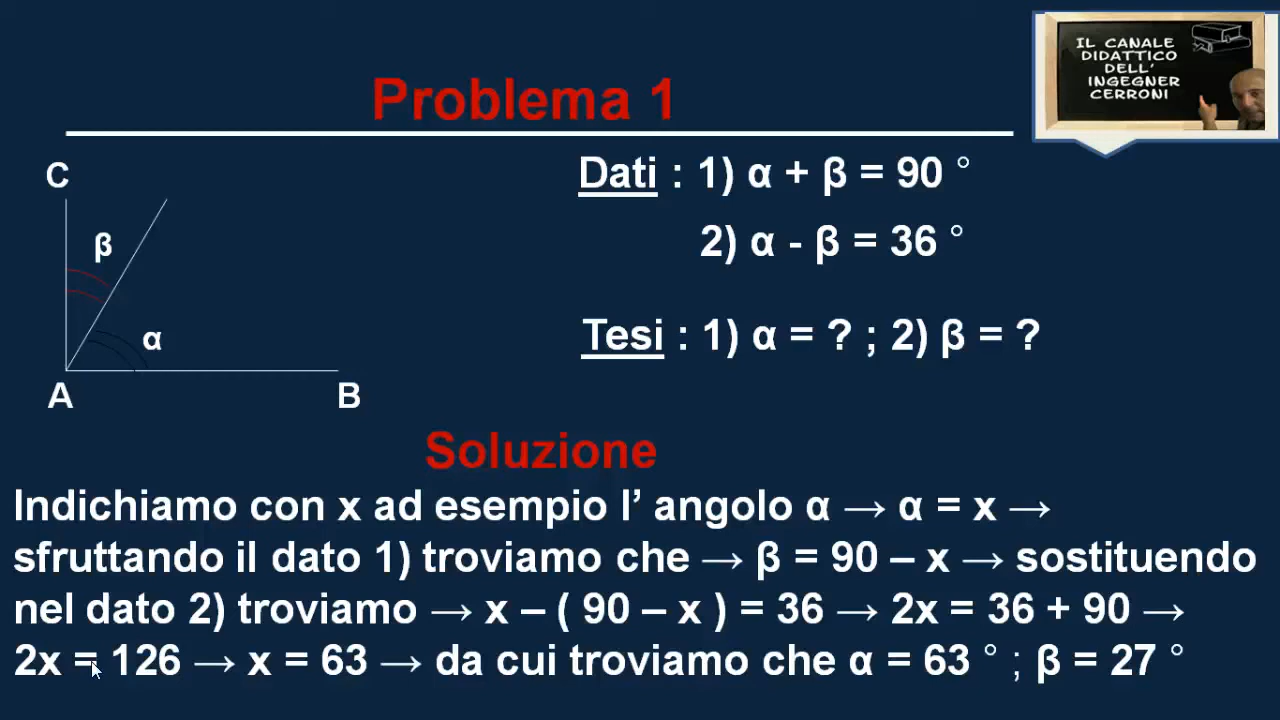 IL CANALE
DIDATTICO
DELL'
INGEGNER
CERRONI
Problema 1
C
β
α
A
B
Dati : 1) α + β = 90 °
2) α - β = 36 °
Tesi : 1) α = ? ; 2) β = ?
Soluzione
Indichiamo con x ad esempio l’ angolo α → α = x →
sfruttando il dato 1) troviamo che → β = 90 – x → sostituendo
nel dato 2) troviamo → x – ( 90 – x ) = 36 → 2x = 36 + 90 →
2x = 126 → x = 63 → da cui troviamo che α = 63 ° ; β = 27 °